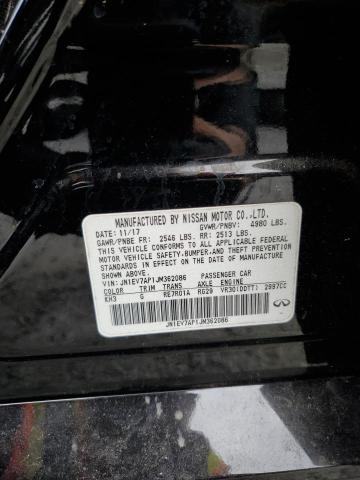 MANUFACTURED BY NISSAN MOTOR CO.,LTD.
11/17 GVWR/PNBV: 4980 LBS.
GAWR/PNBE FR: 2546 LBS. RR: 2513 LBS.
THIS VEHICLE CONFORMS TO ALL APPLICABLE FEDERAL
MOTOR VEHICLE SAFETY,BUMPER,AND THEFT PREVENTION
STANDARDS IN EFFECT ON THE DATE OF MANUFACTURE
SHOWN ABOVE.
VIN: JN1EV7AP1JM362086 PASSENGER CAR
COLOR TRIM TRANS AXLE ENGINE
KH3 G RE7R01A RG29 VR30(DDTT) 2997CC
JN1EV7AP1JM362086